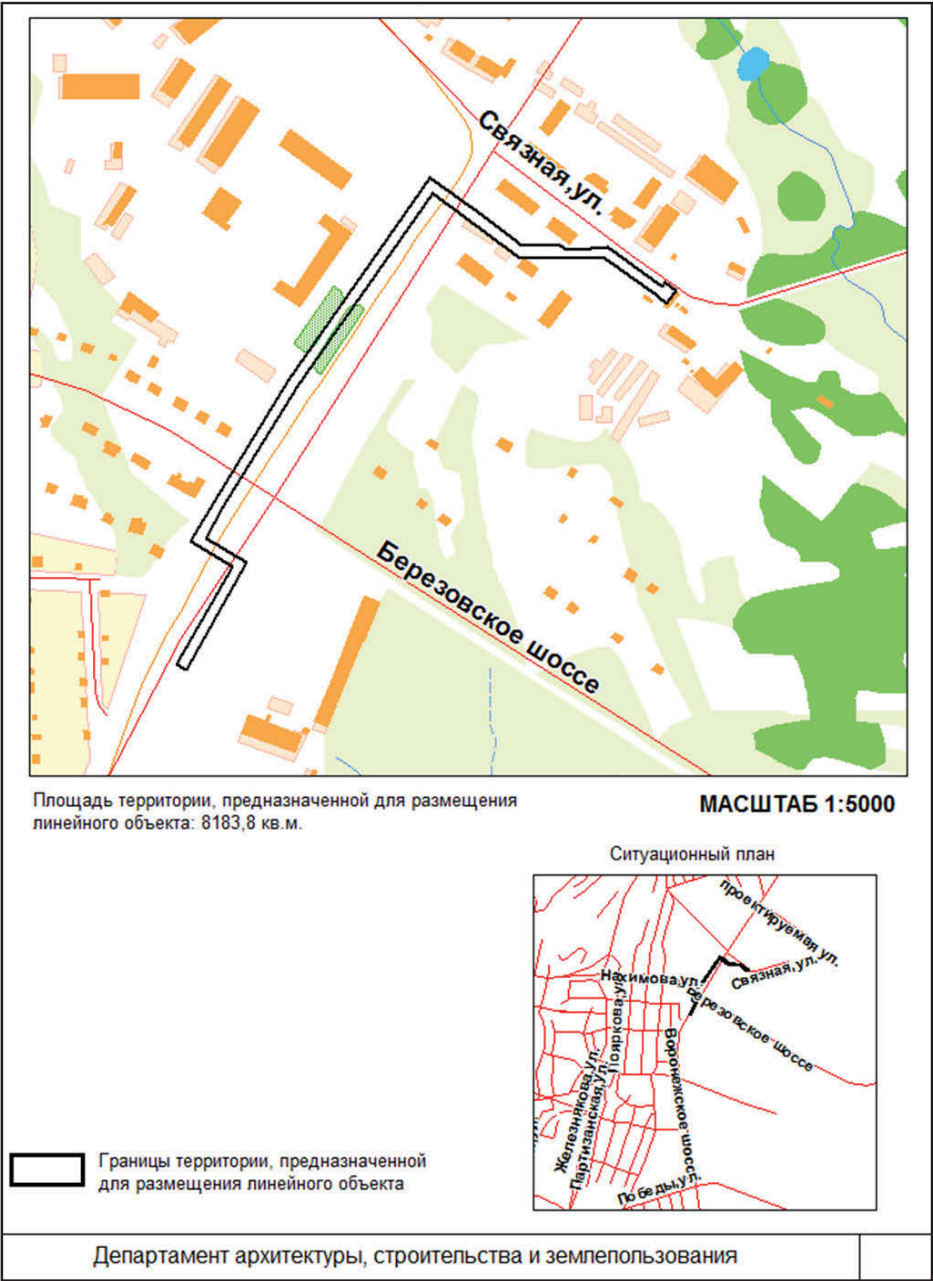 Связная,ул.
Березовское шоссе
Площадь территории, предназначенной для размещения
линейного объекта: 8183,8 кв.м.
МАСШТАБ 1:5000
Ситуационный план
проектируемая ул.
Связная,ул.
Нахимова,ул.
Березовское шоссе
Пояркова,ул.
Воронежское шоссе
Железнякова,ул.
Партизанская,ул.
Победы,ул.
Границы территории, предназначенной
для размещения линейного объекта
Департамент архитектуры, строительства и землепользования